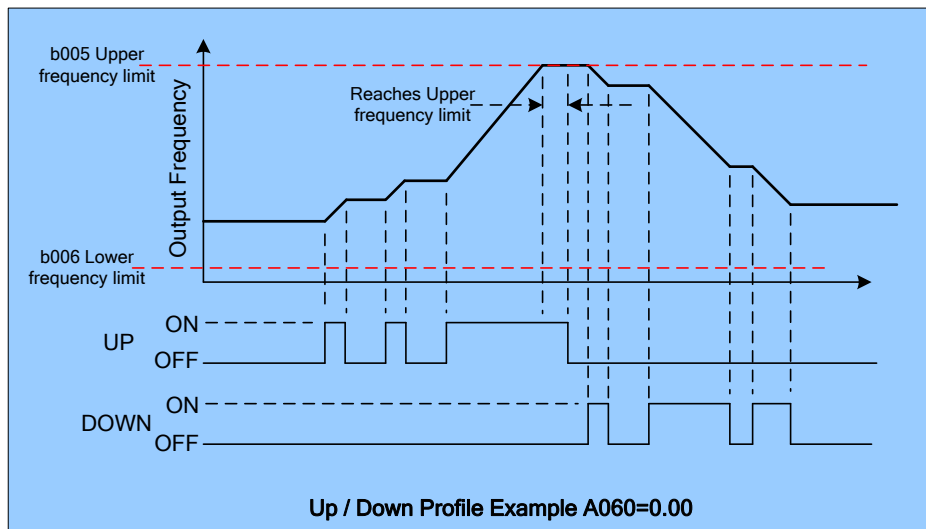 b005 Upper
frequency limit
Output Frequency
Reaches Upper
frequency limit
b006 Lower
frequency limit
UP
ON
OFF
DOWN
ON
OFF
Up / Down Profile Example A060=0.00